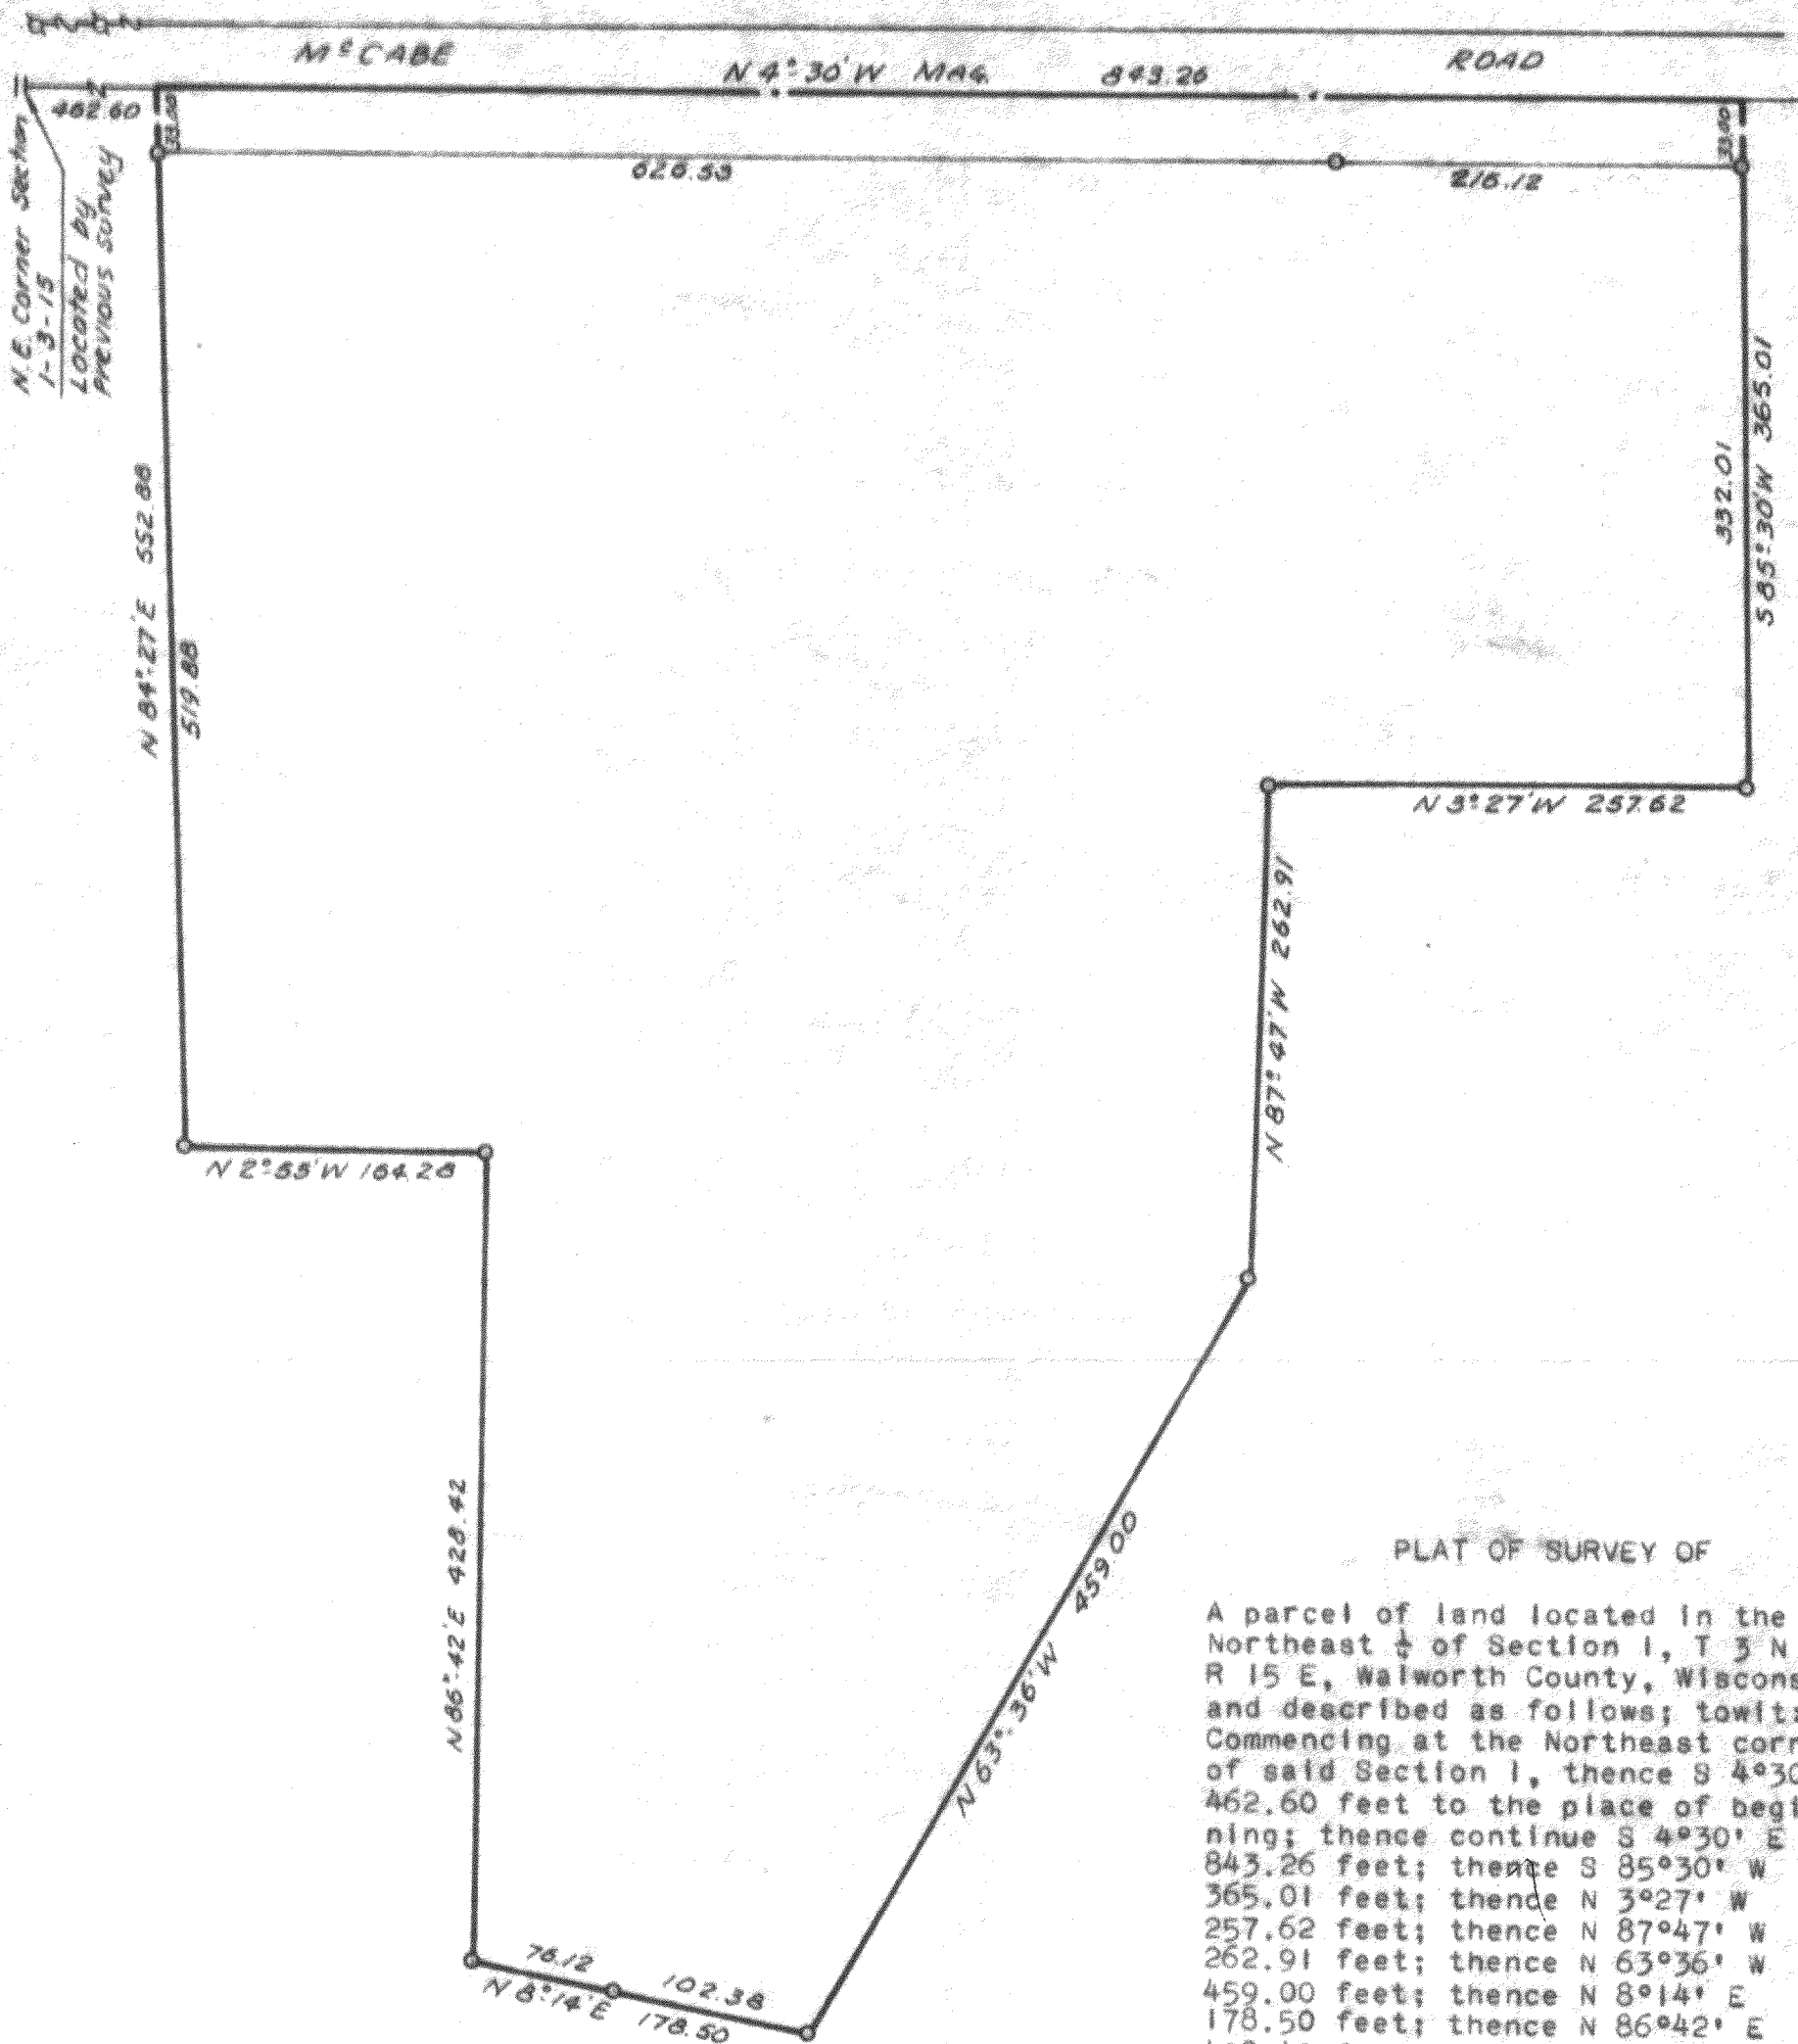 McCABE
ROAD
N 4°-30' W MAG. 843.26
462.60
33.00
33.00
N.E. Corner Section
1-3-15
Located by
previous survey
626.53
216.12
N 84°-27' E 552.88
519.88
332.01
S 85°-30' W 365.01
N 3°-27' W 257.62
N 87°-47' W 262.91
N 2°-55' W 164.28
N 86°-42' E 428.42
459.00
N 63°-36' W
76.12
102.38
N 8°-14' E
178.50
PLAT OF SURVEY OF
A parcel of land located in the
Northeast ¼ of Section 1, T 3 N
R 15 E, Walworth County, Wiscons
and described as follows; towit:
Commencing at the Northeast corn
of said Section 1, thence S 4°30
462.60 feet to the place of begi
ning; thence continue S 4°30' E
843.26 feet; thence S 85°30' W
365.01 feet; thence N 3°27' W
257.62 feet; thence N 87°47' W
262.91 feet; thence N 63°36' W
459.00 feet; thence N 8°14' E
178.50 feet; thence N 86°42' E